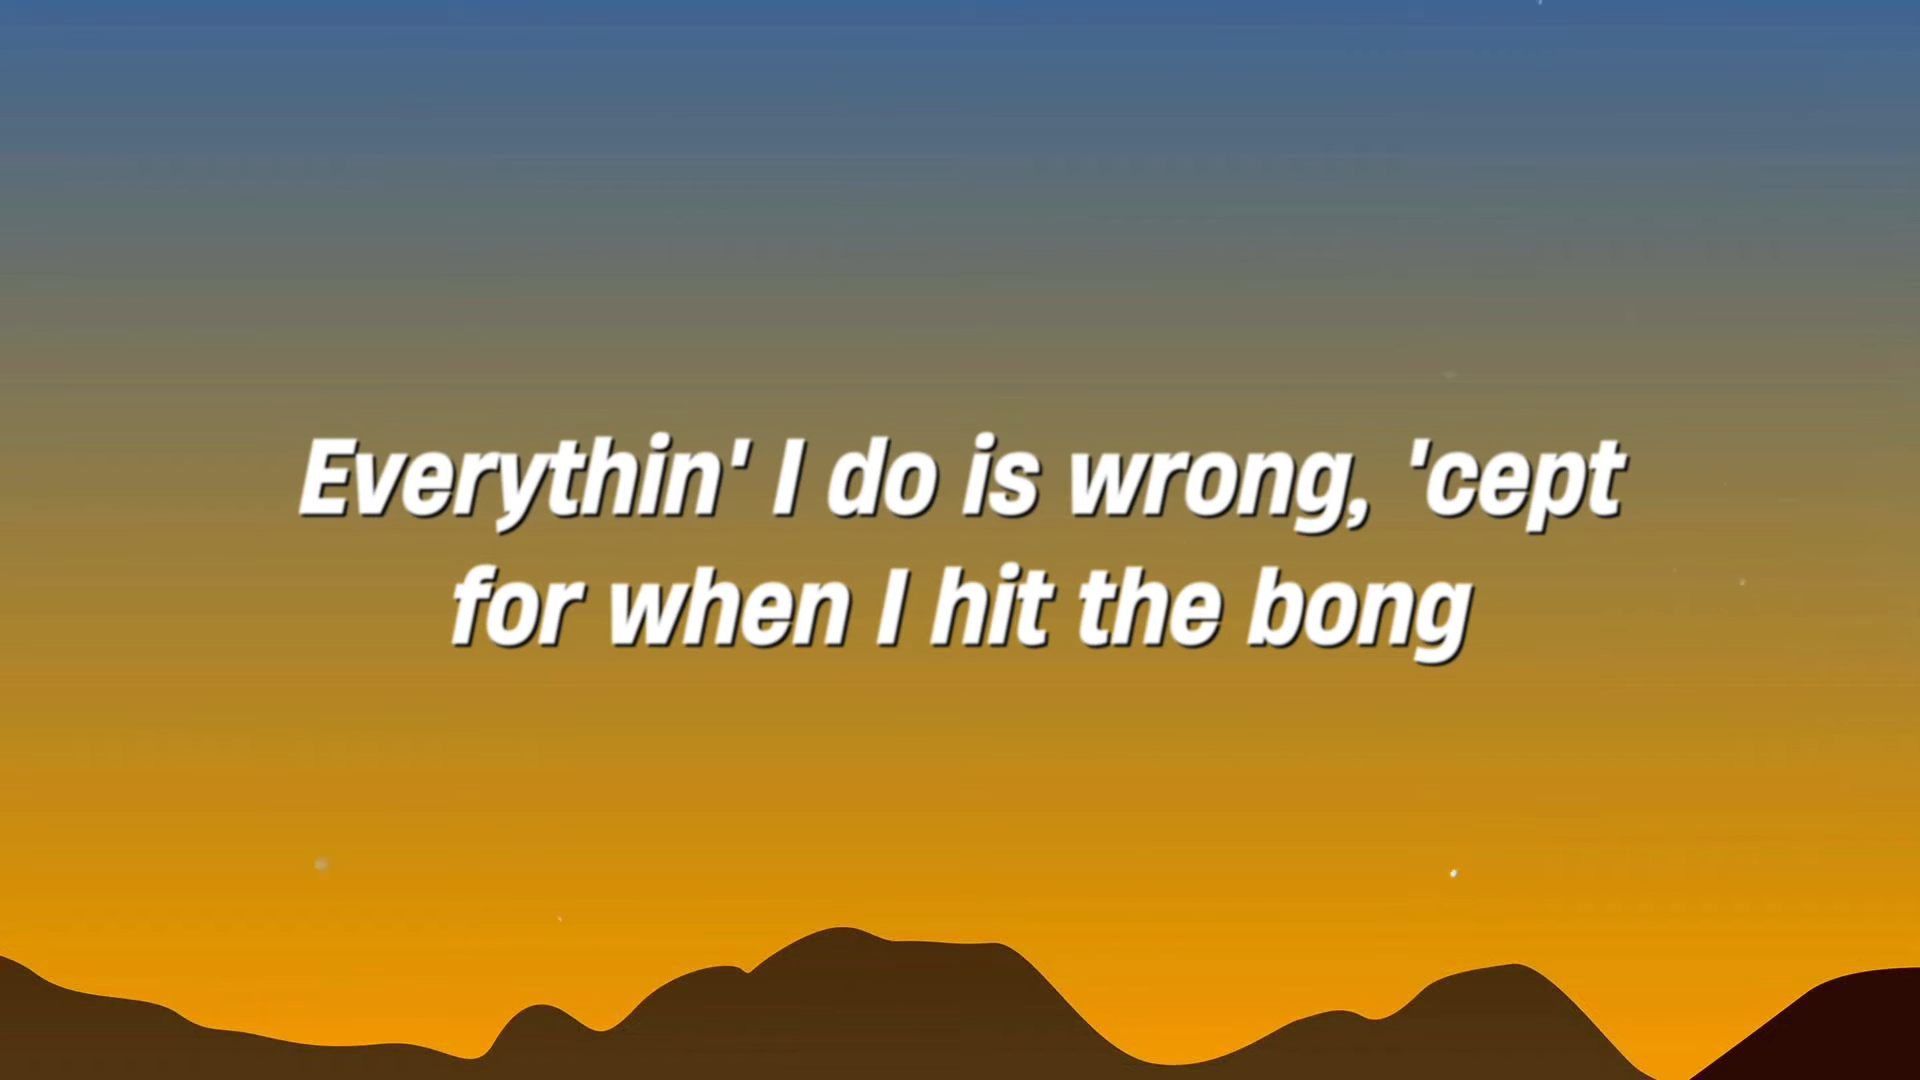 Everythin' I do is wrong, 'cept
for when I hit the bong